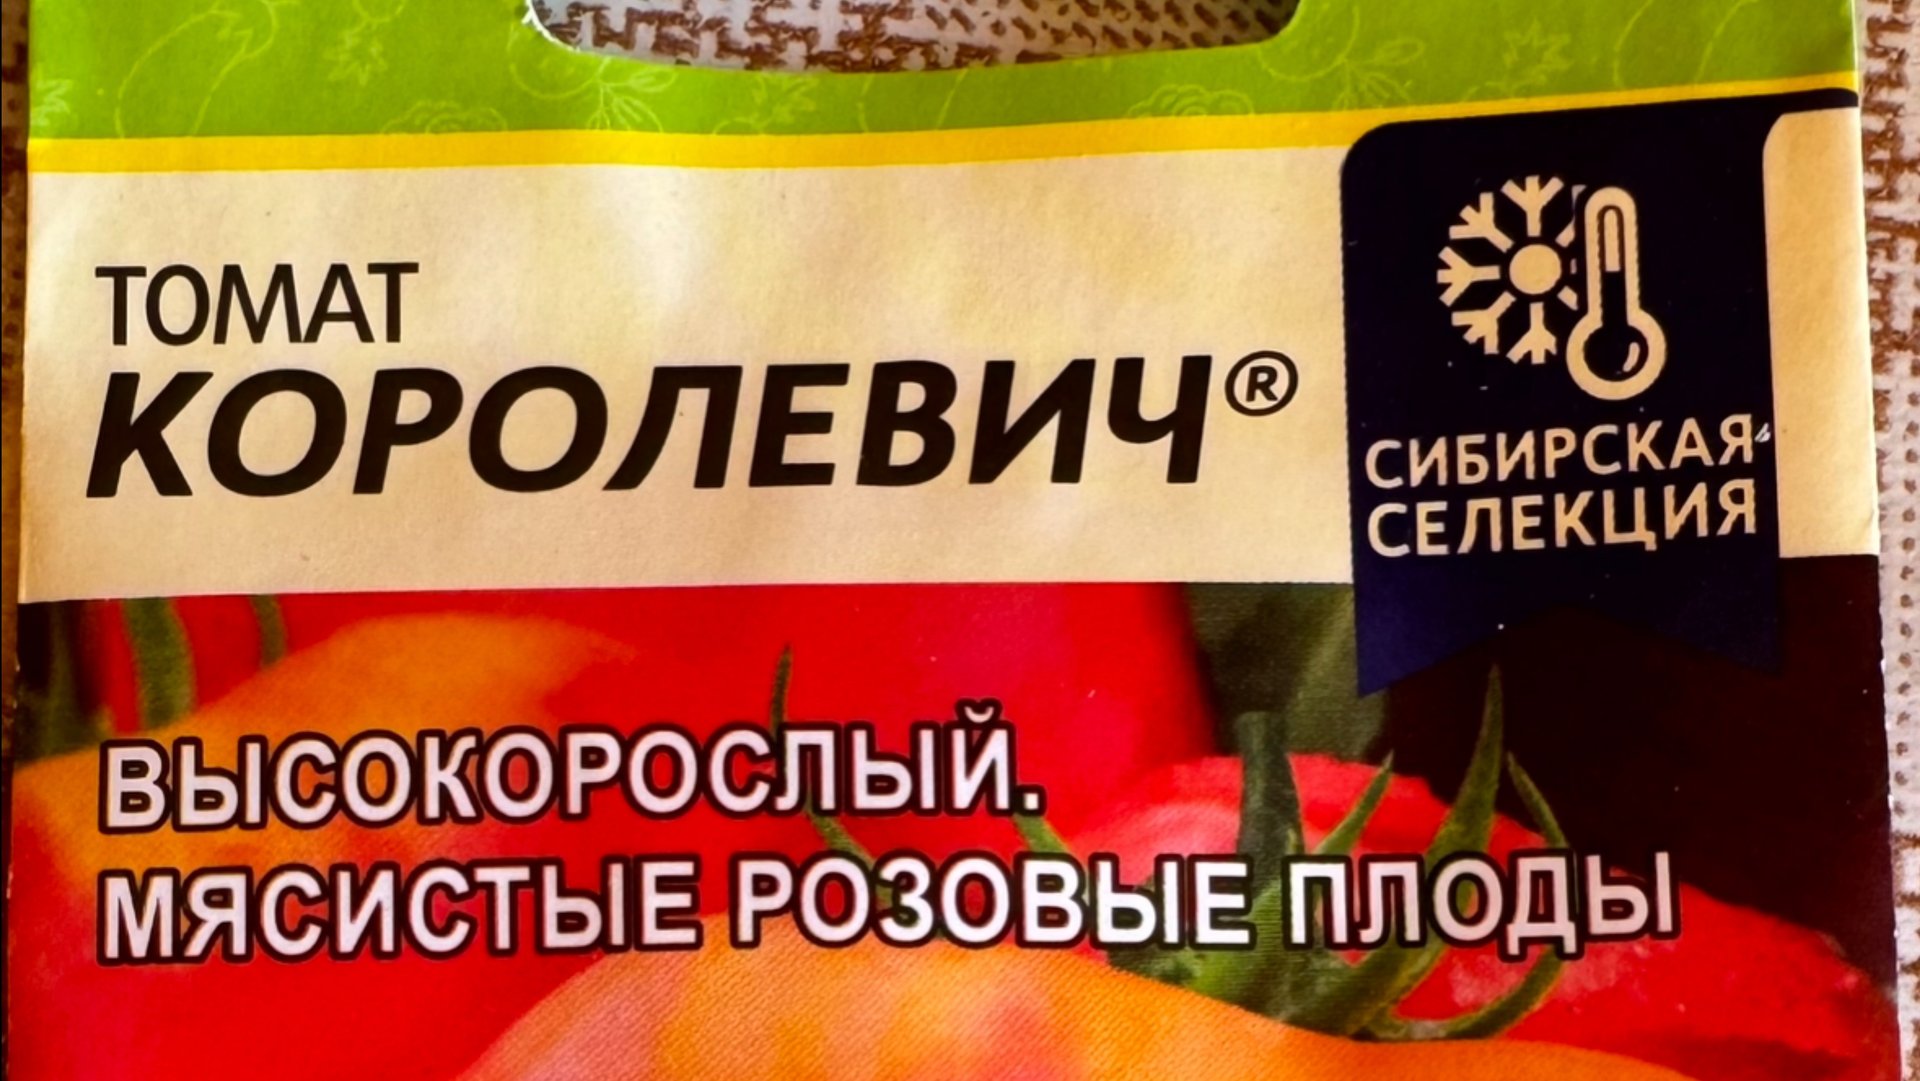 ТОМАТ
КОРОЛЕВИЧ®
СИБИРСКАЯ
СЕЛЕКЦИЯ
ВЫСОКОРОСЛЫЙ.
МЯСИСТЫЕ РОЗОВЫЕ ПЛОДЫ